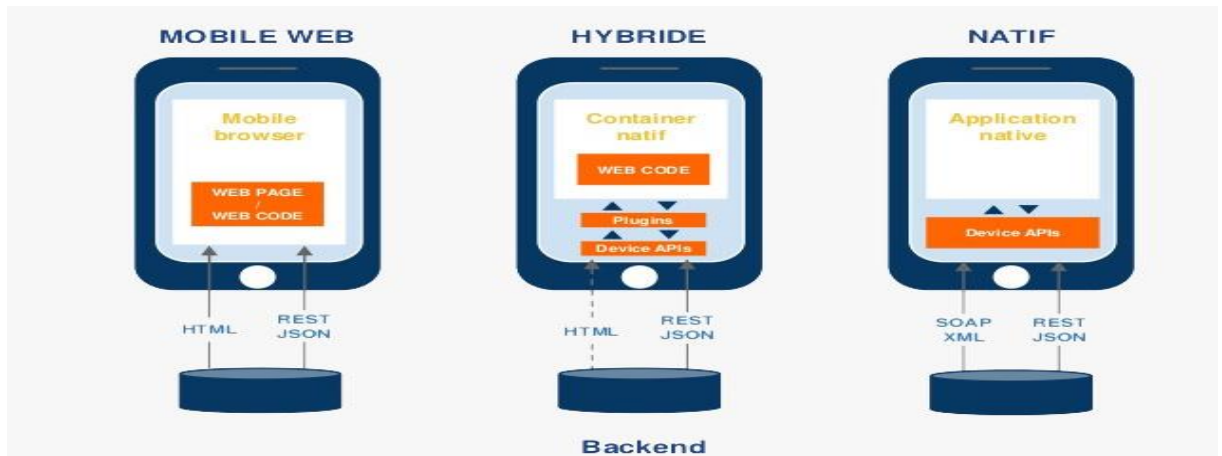 MOBILE WEB
Mobile
browser
WEB PAGE
/
WEB CODE
HTML
REST
JSON
HYBRIDE
Container
natif
WEB CODE
Plugins
Device APIs
HTML
REST
JSON
NATIF
Application
native
Device APIs
SOAP
XML
REST
JSON
Backend